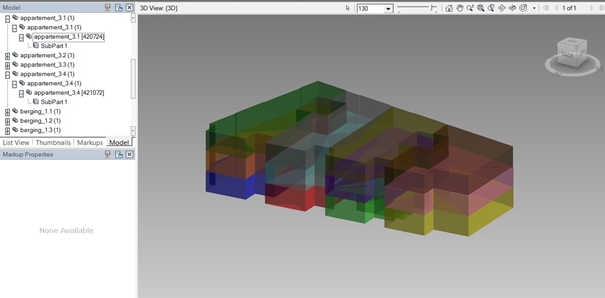 Model
3D View: {3D}
130
1 of 1
appartement_3.1 (1)
appartement_3.1 (1)
appartement_3.1 [420724]
SubPart 1
appartement_3.2 (1)
appartement_3.3 (1)
appartement_3.4 (1)
appartement_3.4 (1)
appartement_3.4 [421072]
SubPart 1
berging_1.1 (1)
berging_1.2 (1)
berging_1.3 (1)
List View Thumbnails Markups Model
Markup Properties
None Available